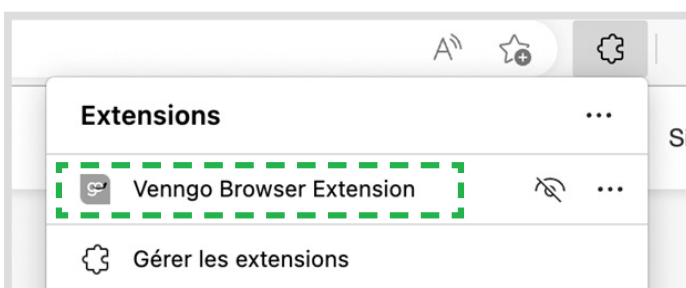 A
Extensions
Venngo Browser Extension
Gérer les extensions